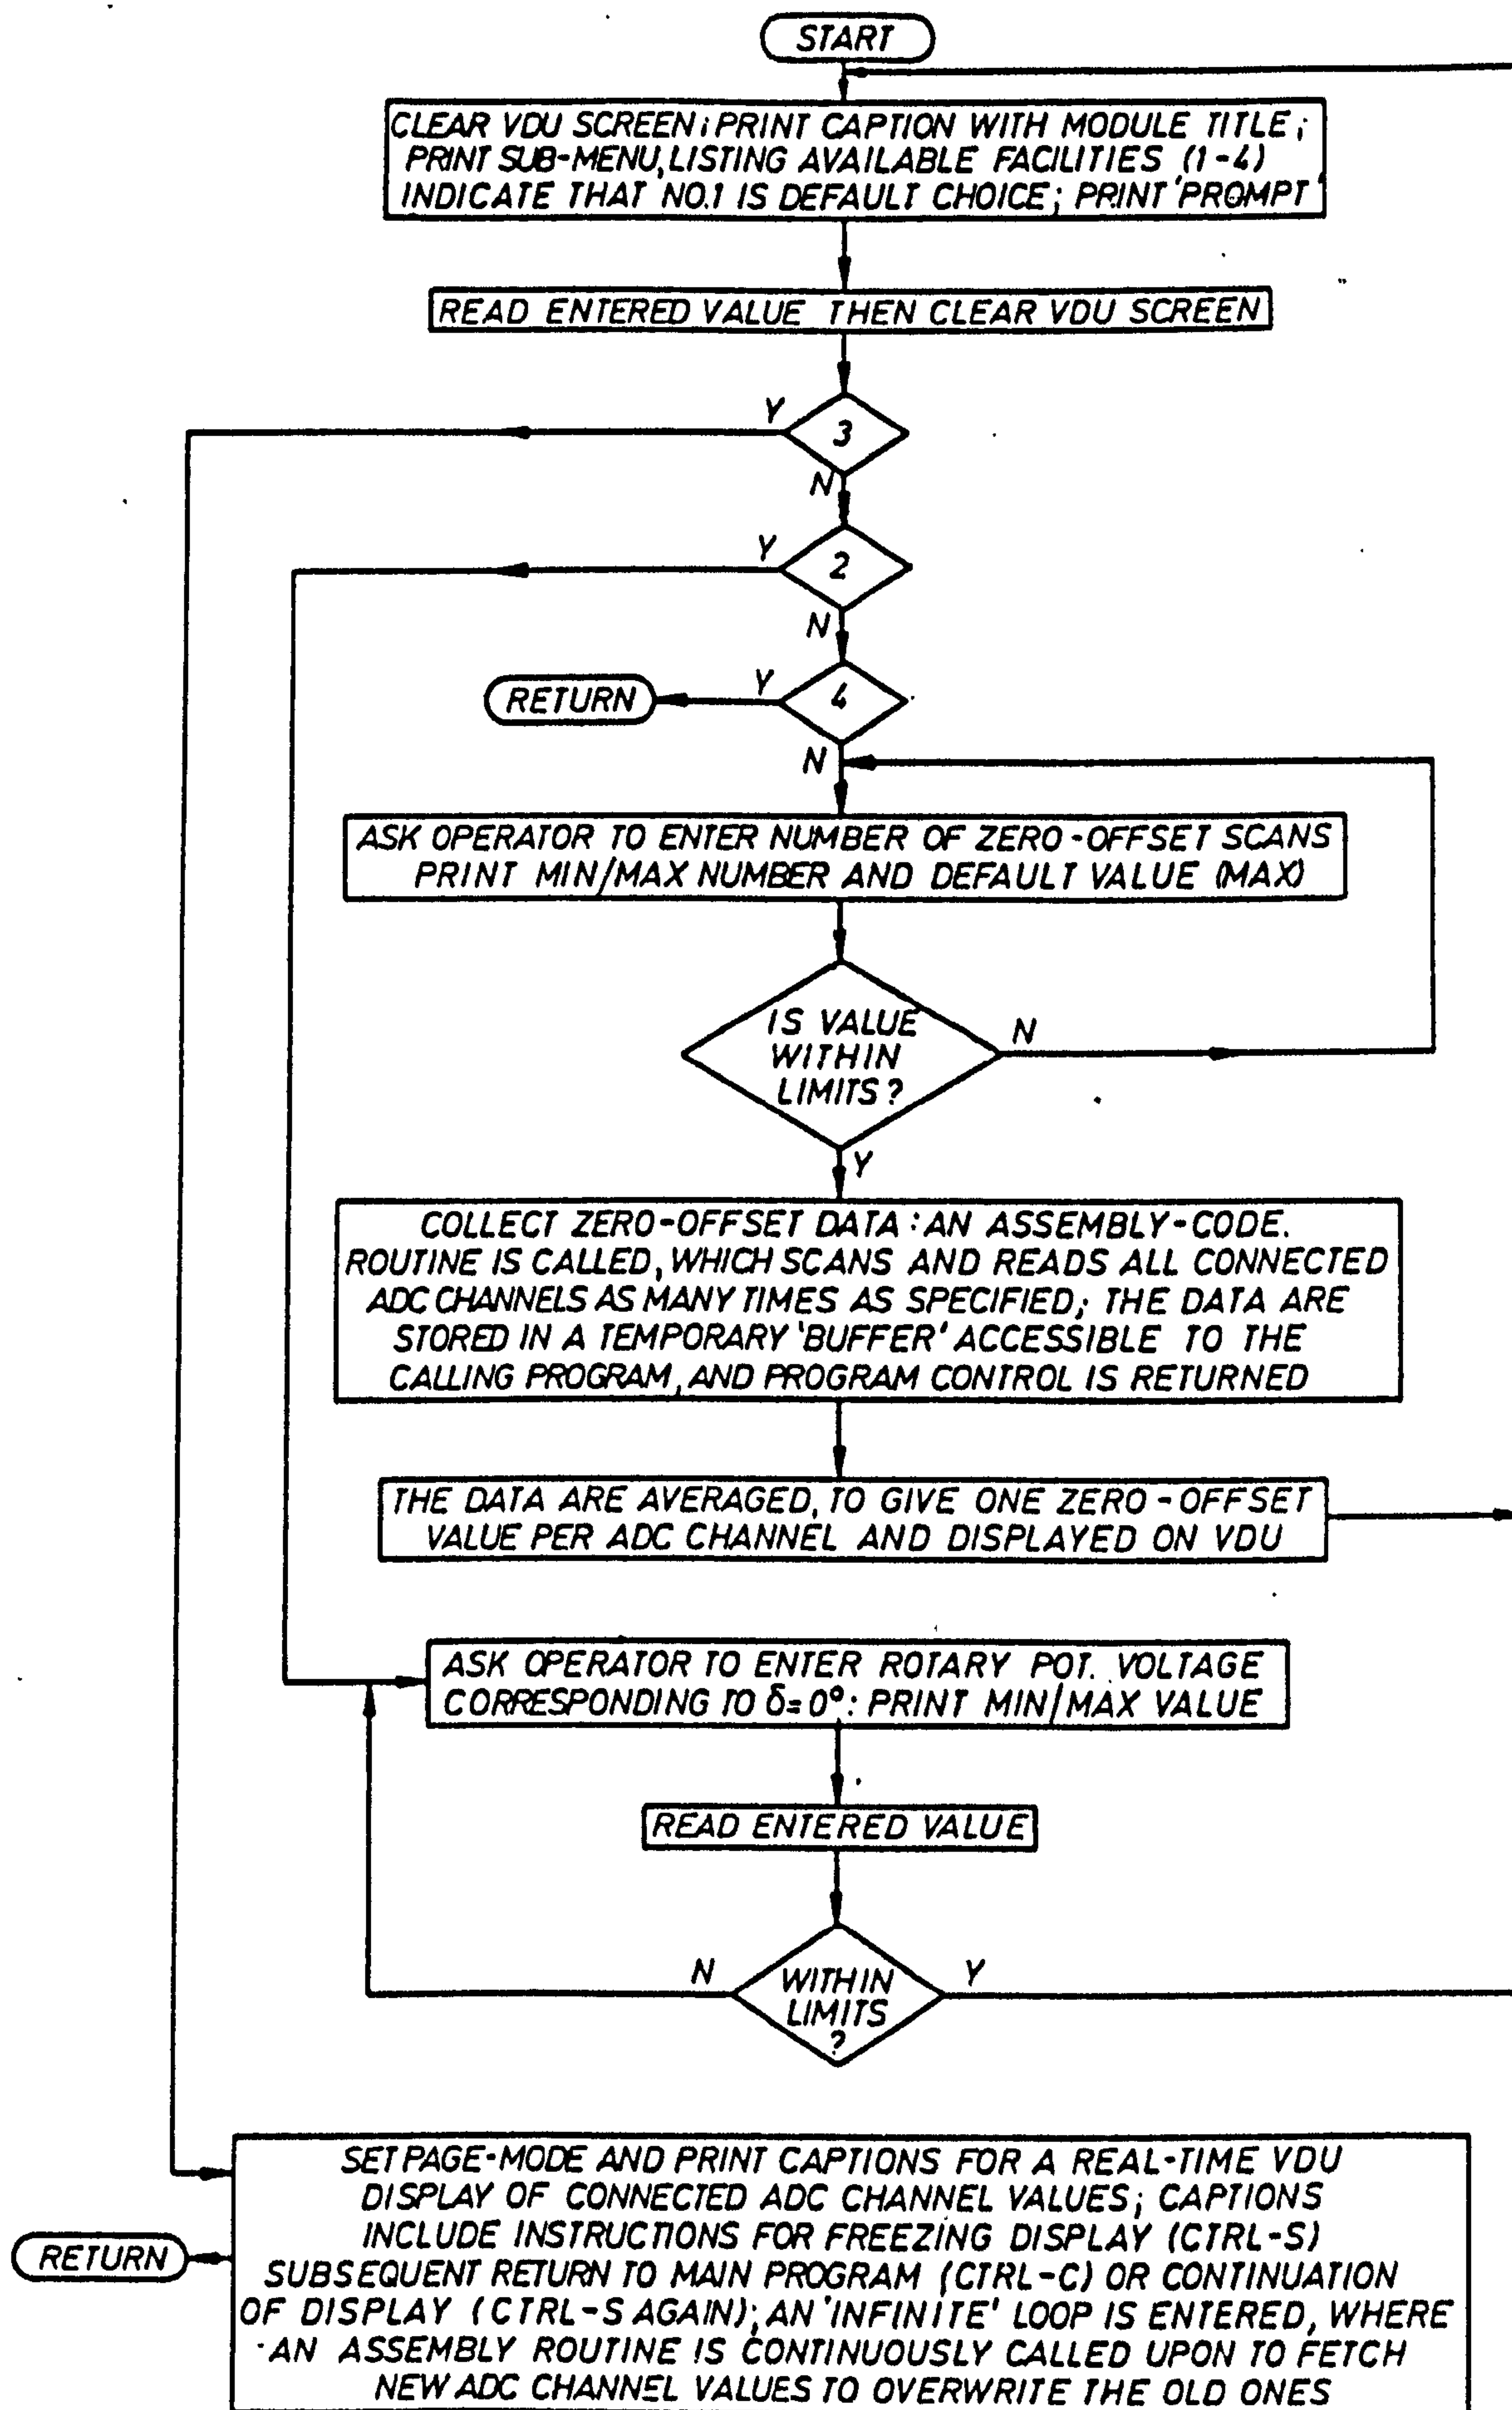 START
CLEAR VDU SCREEN; PRINT CAPTION WITH MODULE TITLE;
PRINT SUB-MENU, LISTING AVAILABLE FACILITIES (1-4)
INDICATE THAT NO.1 IS DEFAULT CHOICE; PRINT 'PROMPT'
READ ENTERED VALUE THEN CLEAR VDU SCREEN
Y
3
N
Y
2
N
RETURN
Y
4
N
ASK OPERATOR TO ENTER NUMBER OF ZERO-OFFSET SCANS
PRINT MIN/MAX NUMBER AND DEFAULT VALUE (MAX)
IS VALUE
WITHIN
LIMITS?
N
Y
COLLECT ZERO-OFFSET DATA: AN ASSEMBLY-CODE.
ROUTINE IS CALLED, WHICH SCANS AND READS ALL CONNECTED
ADC CHANNELS AS MANY TIMES AS SPECIFIED; THE DATA ARE
STORED IN A TEMPORARY 'BUFFER' ACCESSIBLE TO THE
CALLING PROGRAM, AND PROGRAM CONTROL IS RETURNED
THE DATA ARE AVERAGED, TO GIVE ONE ZERO-OFFSET
VALUE PER ADC CHANNEL AND DISPLAYED ON VDU
ASK OPERATOR TO ENTER ROTARY POT. VOLTAGE
CORRESPONDING TO δ=0°: PRINT MIN/MAX VALUE
READ ENTERED VALUE
N
WITHIN
LIMITS
?
Y
SET PAGE-MODE AND PRINT CAPTIONS FOR A REAL-TIME VDU
DISPLAY OF CONNECTED ADC CHANNEL VALUES; CAPTIONS
INCLUDE INSTRUCTIONS FOR FREEZING DISPLAY (CTRL-S)
SUBSEQUENT RETURN TO MAIN PROGRAM (CTRL-C) OR CONTINUATION
OF DISPLAY (CTRL-S AGAIN); AN 'INFINITE' LOOP IS ENTERED, WHERE
AN ASSEMBLY ROUTINE IS CONTINUOUSLY CALLED UPON TO FETCH
NEW ADC CHANNEL VALUES TO OVERWRITE THE OLD ONES
RETURN